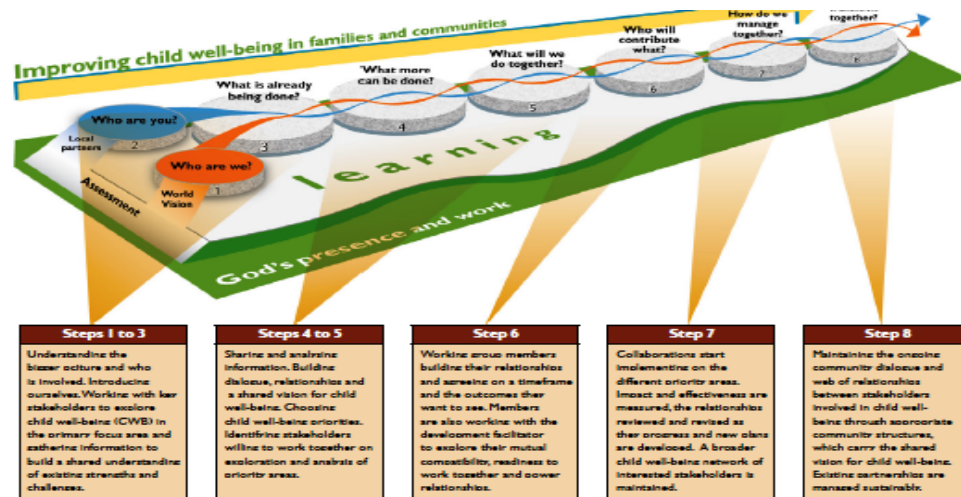 Improving child well-being in families and communities
Who are you?
2
Local
partners
Who are we?
1
World
Vision
Assessment
What is already
being done?
3
'What more
can be done?
4
What will we
do together?
5
Who will
contribute
what?
6
How do we
manage
together?
7
together?
8
learning
God's presence and work
Steps 1 to 3
Understanding the
bigger picture and who
is involved. Introducing
ourselves. Working with key
stakeholders to explore
child well-being (CWB) in
the primary focus area and
gathering information to
build a shared understanding
of existing strengths and
challenges.
Steps 4 to 5
Sharing and analysing
information. Building
dialogue, relationships and
a shared vision for child
well-being. Choosing
child well-being priorities.
Identifying stakeholders
willing to work together on
exploration and analysis of
priority areas.
Step 6
Working group members
building their relationships
and agreeing on a timeframe
and the outcomes they
want to see. Members
are also working with the
development facilitator
to explore their mutual
compatibility, readiness to
work together and power
relationships.
Step 7
Collaborations start
implementing on the
different priority areas.
Impact and effectiveness are
measured, the relationships
reviewed and revised as
they progress and new plans
are developed. A broader
child well-being network of
interested stakeholders is
maintained.
Step 8
Maintaining the ongoing
community dialogue and
web of relationships
between stakeholders
involved in child well-
being through appropriate
community structures,
which carry the shared
vision for child well-being.
Existing partnerships are
managed sustainably.